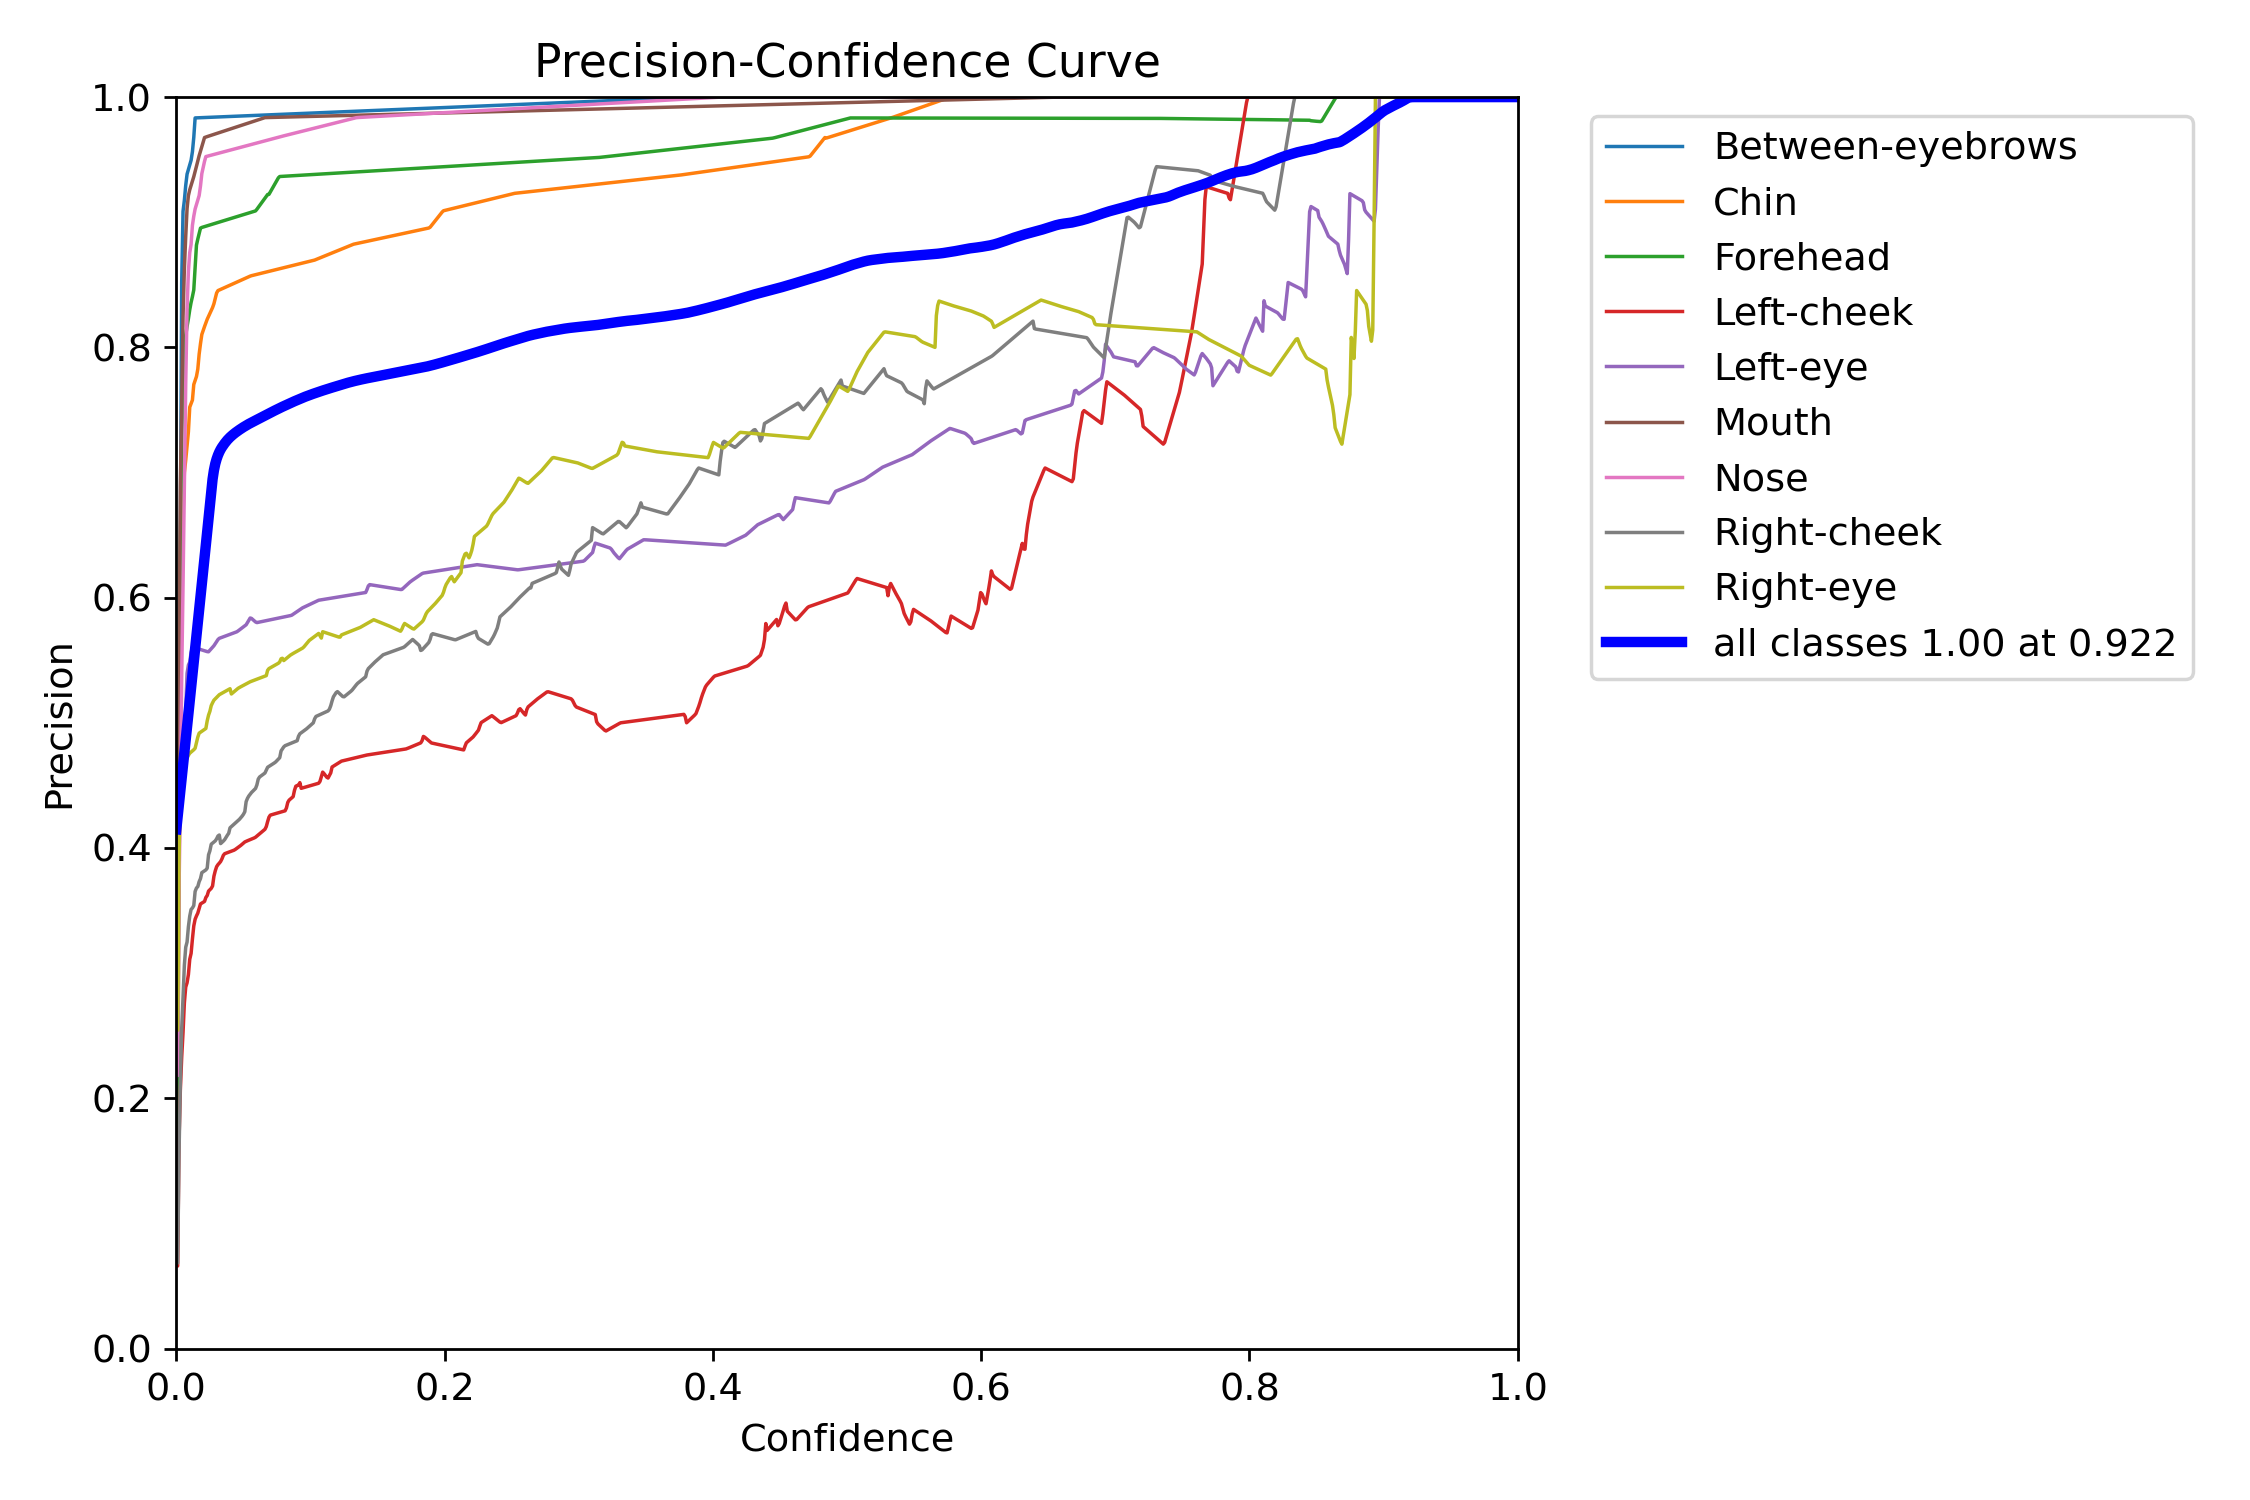 Precision-Confidence Curve
1.0
0.8
0.6
0.4
0.2
0.0
Precision
0.0 0.2 0.4 0.6 0.8 1.0
Confidence
Between-eyebrows
Chin
Forehead
Left-cheek
Left-eye
Mouth
Nose
Right-cheek
Right-eye
all classes 1.00 at 0.922